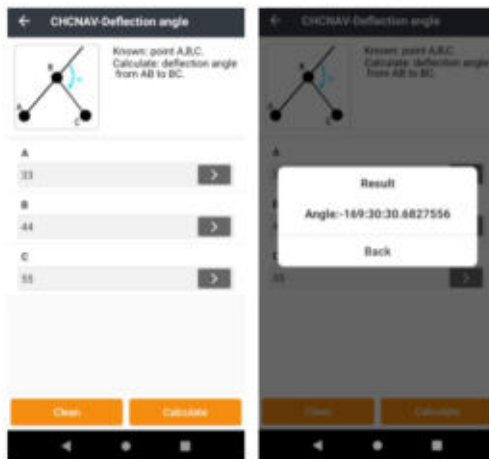 CHCNAV-Deflection angle
Known: point A,B,C.
Calculate: deflection angle
from AB to BC.
B
A
C
A
33
B
44
C
55
Clean
Calculate
CHCNAV-Deflection angle
Known: point A,B,C.
Calculate: deflection angle
from AB to BC.
B
A
C
A
Result
Angle:-169:30:30.6827556
Back
55
Clean
Calculate